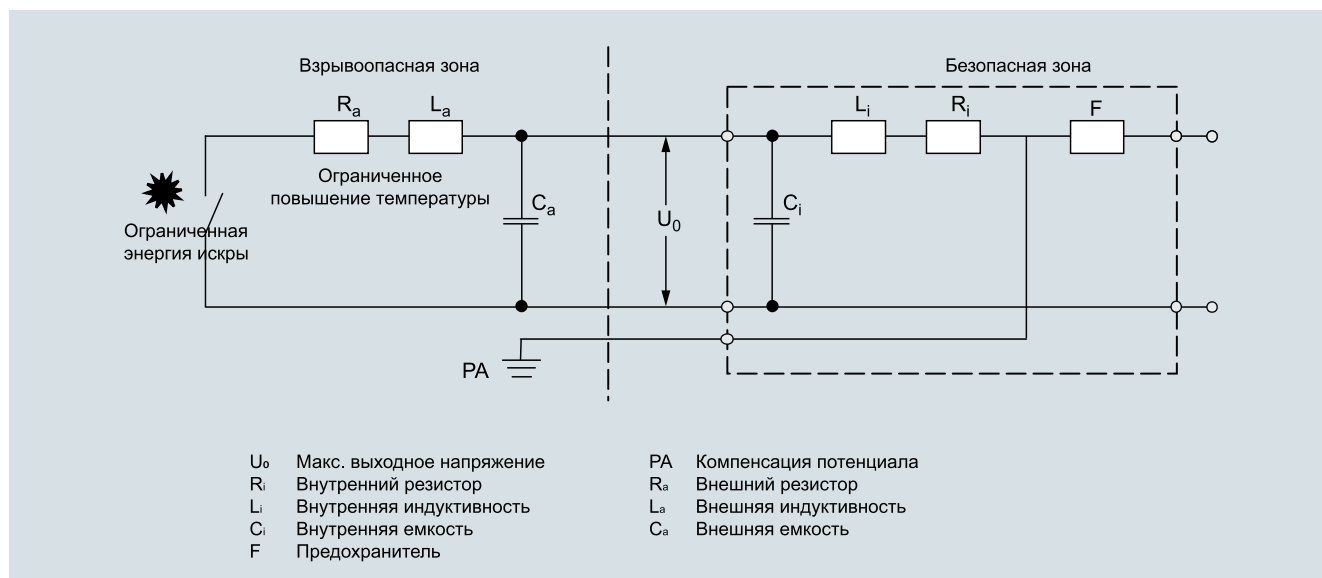 Взрывоопасная зона
Безопасная зона
Ra
La
Li
Ri
F
Ограниченное
повышение температуры
Ca
U0
Ci
Ограниченная
энергия искры
PA
U0 Макс. выходное напряжение
Ri Внутренний резистор
Li Внутренняя индуктивность
Ci Внутренняя емкость
F Предохранитель
PA Компенсация потенциала
Ra Внешний резистор
La Внешняя индуктивность
Ca Внешняя емкость